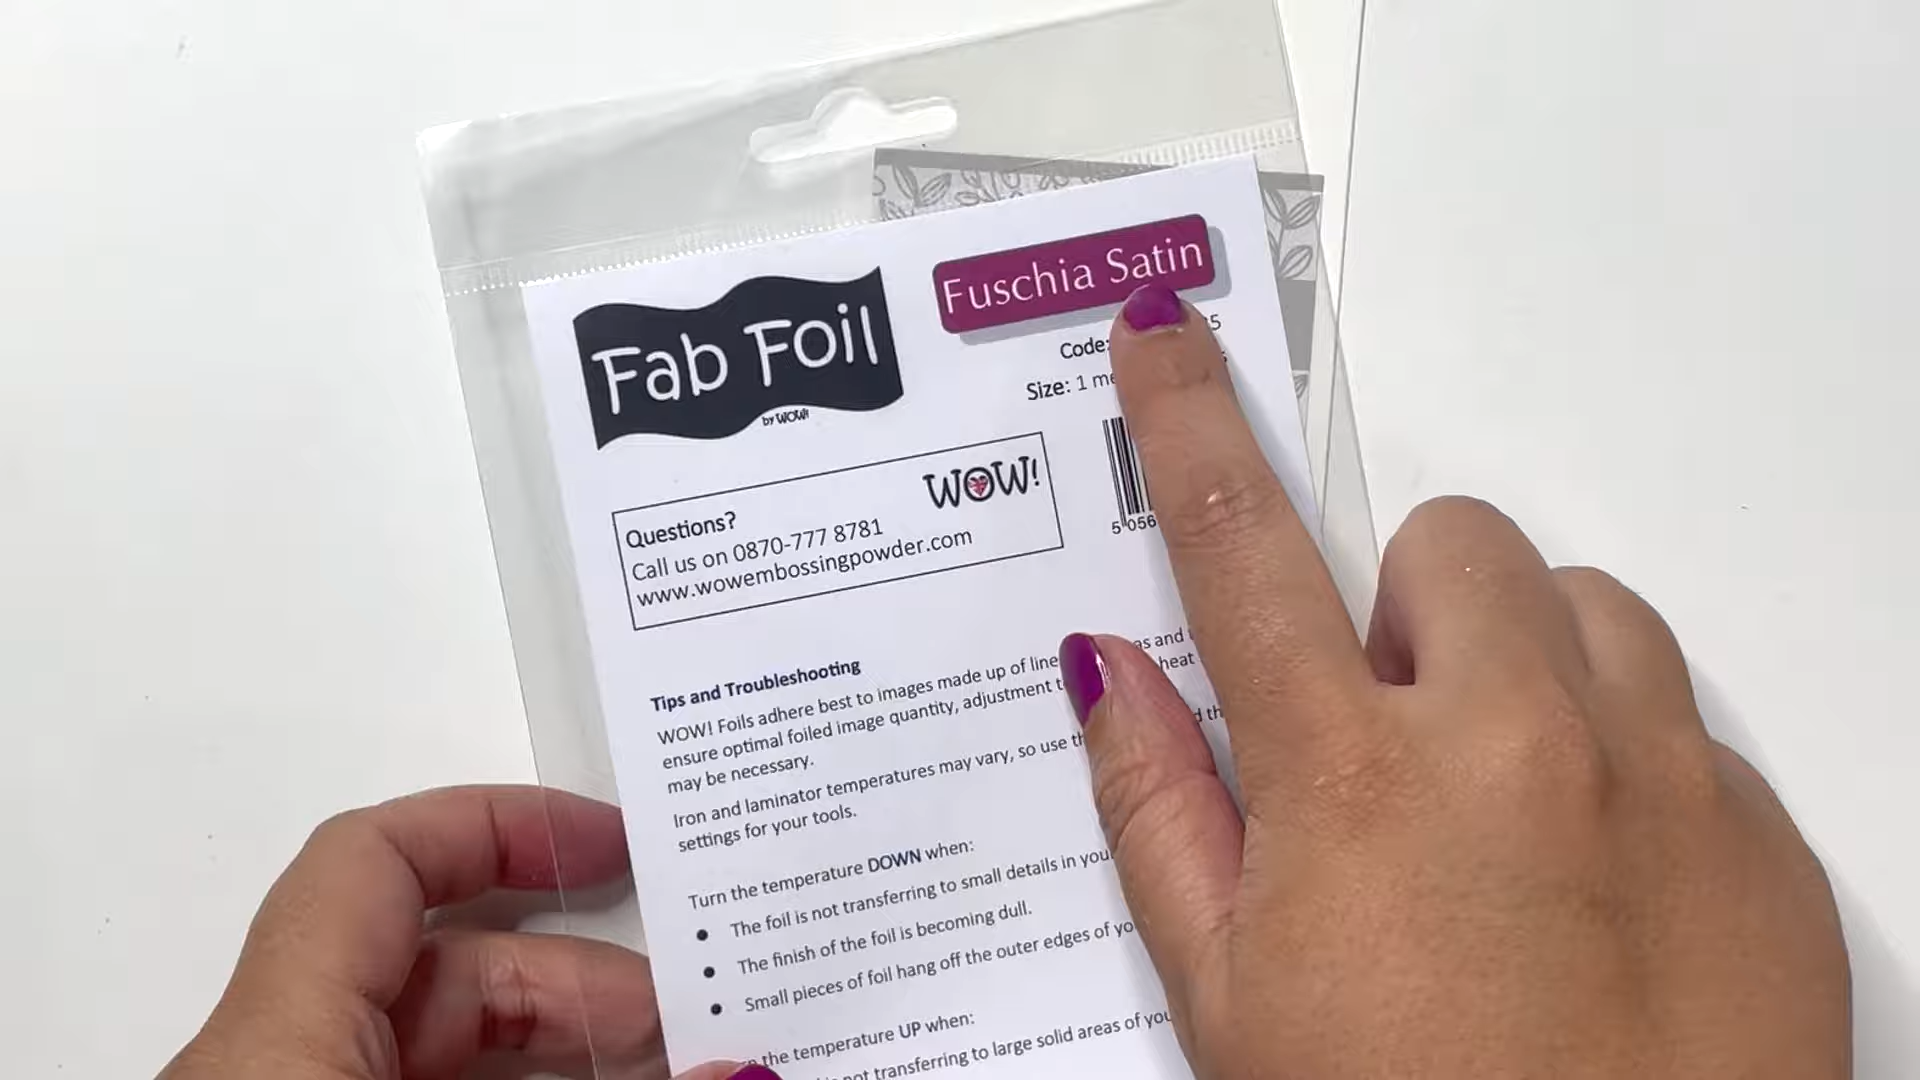 Fuschia Satin
Fab Foil
by WOW!
Code:
Size: 1
WOW!
Questions?
Call us on 0870-777 8781
www.wowembossingpowder.com
5 056
Tips and Troubleshooting
WOW! Foils adhere best to images made up of line as and
ensure optimal foiled image quantity, adjustment heat
may be necessary.
Iron and laminator temperatures may vary, so use
settings for your tools.
Turn the temperature DOWN when:
The foil is not transferring to small details in
The finish of the foil is becoming dull.
Small pieces of foil hang off the outer edges of
the temperature UP when:
not transferring to large solid areas of